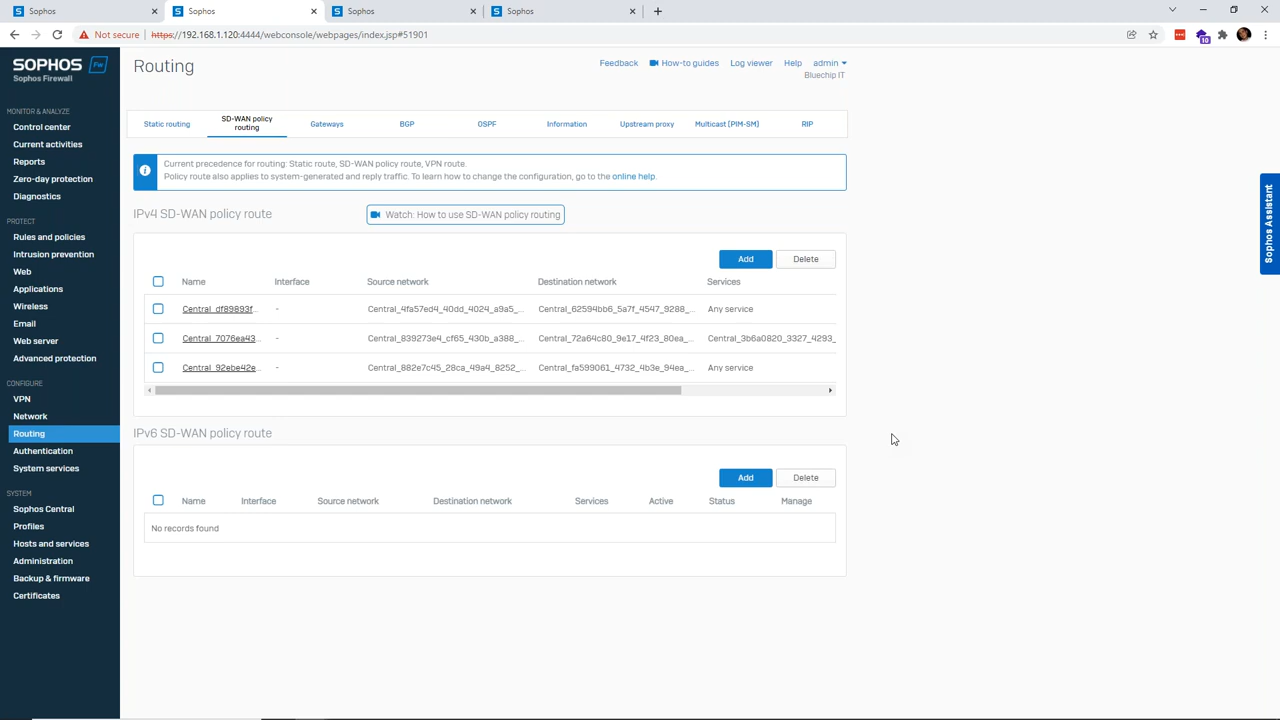 Sophos
Sophos
Sophos
Sophos
Not secure https://192.168.1.120:4444/webconsole/webpages/index.jsp#51901
10
SOPHOS Fw
Sophos Firewall
MONITOR & ANALYZE
Control center
Current activities
Reports
Zero-day protection
Diagnostics
PROTECT
Rules and policies
Intrusion prevention
Web
Applications
Wireless
Email
Web server
Advanced protection
CONFIGURE
VPN
Network
Routing
Authentication
System services
SYSTEM
Sophos Central
Profiles
Hosts and services
Administration
Backup & firmware
Certificates
Routing
Feedback How-to guides Log viewer Help admin
Bluechip IT
Static routing SD-WAN policy routing Gateways BGP OSPF Information Upstream proxy Multicast (PIM-SM) RIP
Current precedence for routing: Static route, SD-WAN policy route, VPN route.
Policy route also applies to system-generated and reply traffic. To learn how to change the configuration, go to the online help.
IPv4 SD-WAN policy route Watch: How to use SD-WAN policy routing
Add Delete
Name Interface Source network Destination network Services
Central_df89893f... - Central_4fa57ed4_40dd_4024_a9a5_... Central_62594bb6_5a7f_4547_9288_... Any service
Central_7076ea43... - Central_839273e4_cf65_430b_a388_... Central_72a64c80_9e17_4f23_80ea_... Central_3b6a0820_3327_4293_
Central_92ebe42e... - Central_882e7c45_28ca_49a4_8252_... Central_fa599061_4732_4b3e_94ea_... Any service
IPv6 SD-WAN policy route
Add Delete
Name Interface Source network Destination network Services Active Status Manage
No records found
Sophos Assistant